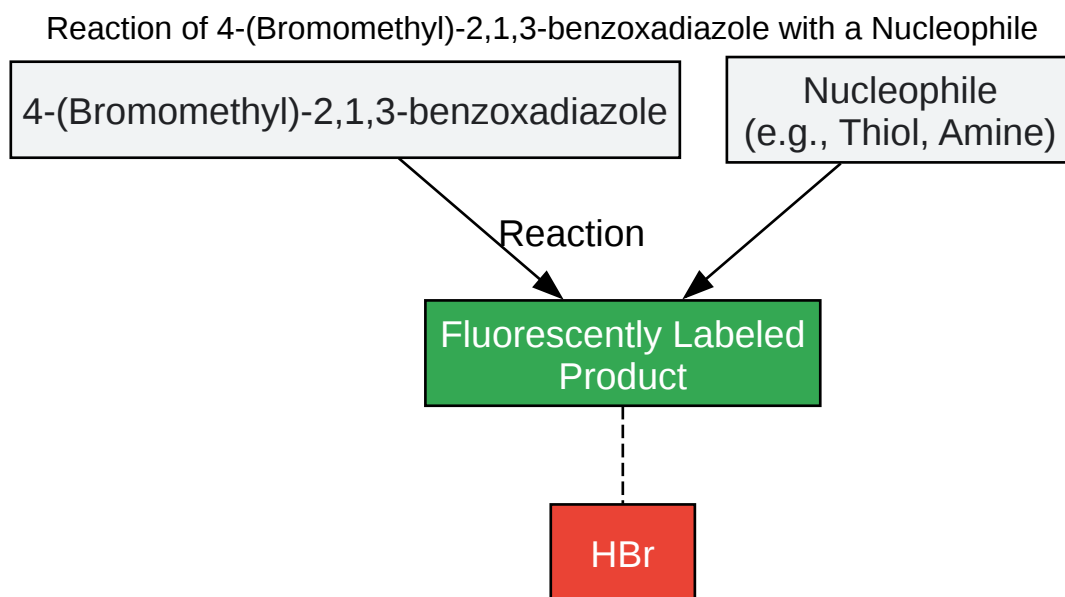 Reaction of 4-(Bromomethyl)-2,1,3-benzoxadiazole with a Nucleophile
4-(Bromomethyl)-2,1,3-benzoxadiazole
Nucleophile
(e.g., Thiol, Amine)
Reaction
Fluorescently Labeled
Product
HBr